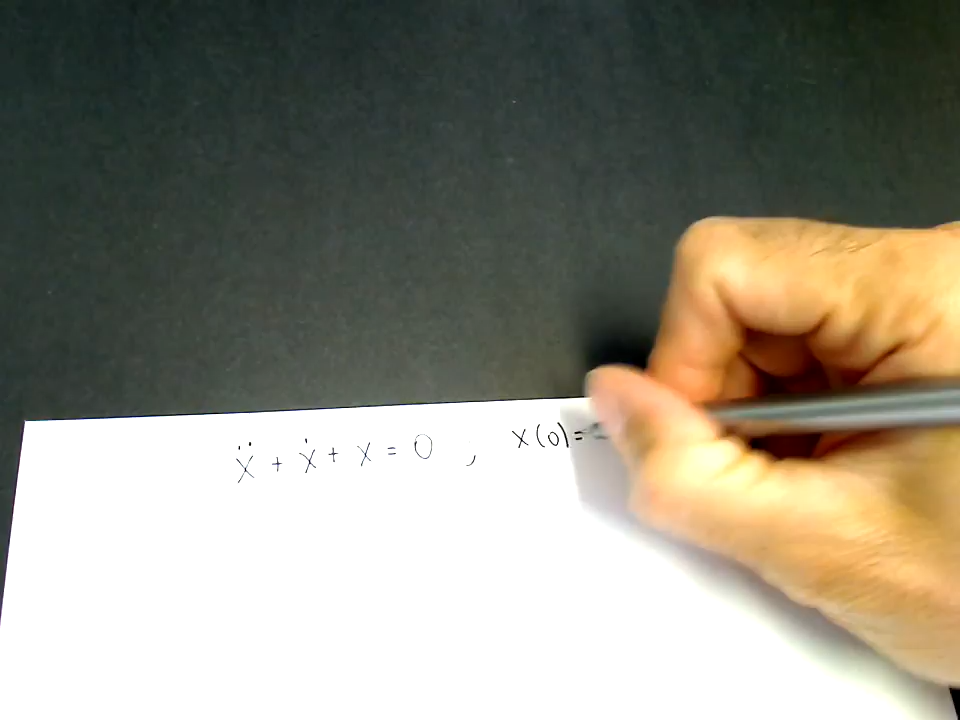 ẍ + ẋ + x = 0 , x(0)=